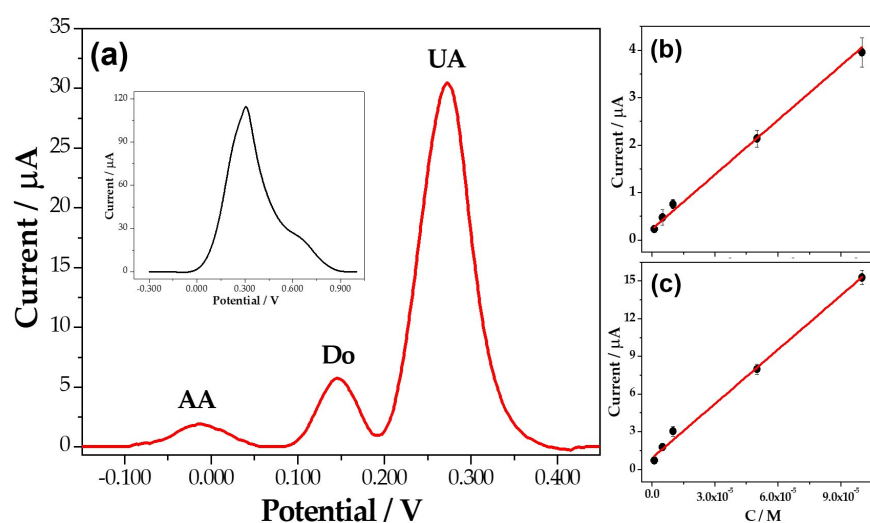 (a)
35
30
25
20
15
10
5
0
Current / μA
-0.100 0.000 0.100 0.200 0.300 0.400
Potential / V
AA
Do
UA
120
90
60
30
0
Current / μA
-0.300 0.000 0.300 0.600 0.900
Potential / V
(b)
4
2
0
Current / μA
(c)
15
12
9
6
3
0
Current / μA
0.0 3.0x10⁻⁵ 6.0x10⁻⁵ 9.0x10⁻⁵
C / M